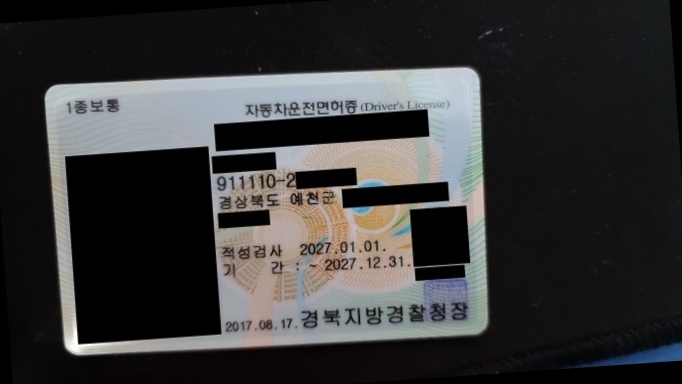 1종보통
자동차운전면허증 (Driver's License)
911110-2
경상북도 예천군
적성검사 2027.01.01.
기 간 : ~ 2027.12.31.
2017.08.17. 경북지방경찰청장